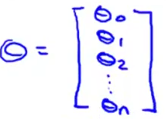 Θ = [
Θ₀
Θ₁
Θ₂
⋮
Θₙ
]